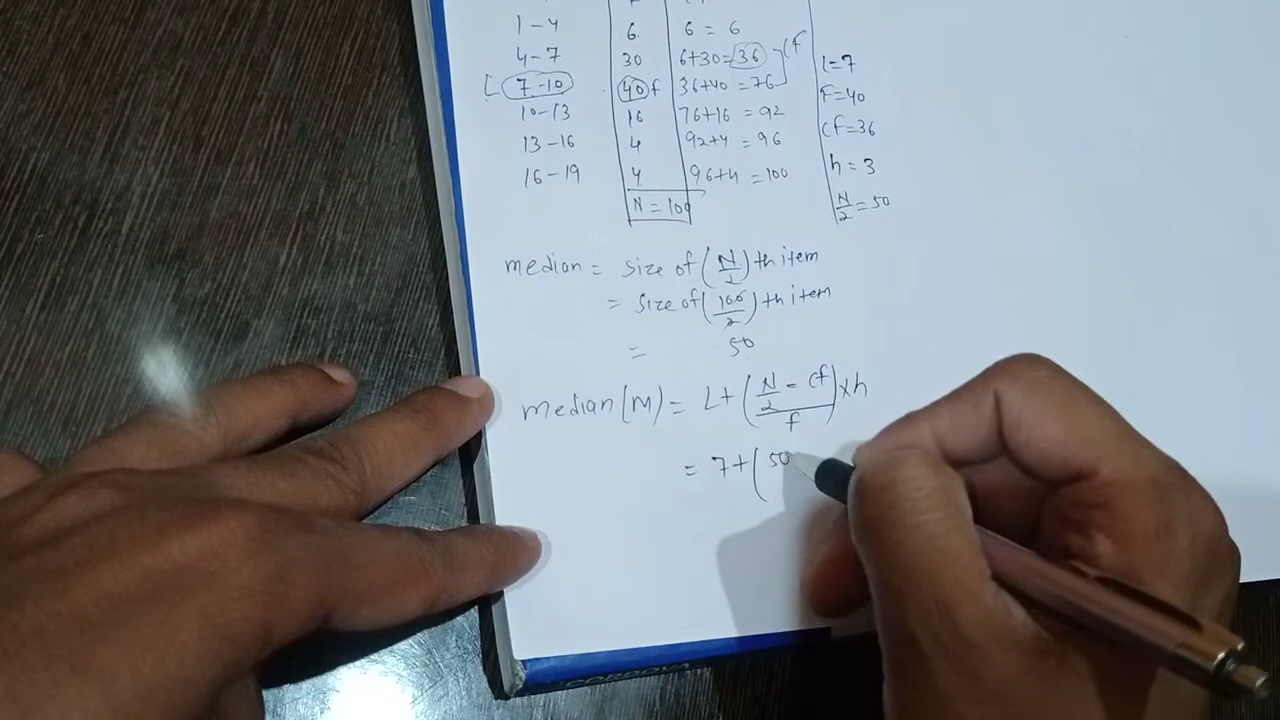 1-4 6 6 = 6
4-7 30 6+30=36 Cf
7-10 40 f 36+40 = 76 l=7
10-13 16 76+16 = 92 F=40
13-16 4 92+4 = 96 Cf=36
16-19 4 96+4 = 100 h = 3
N = 100 N/2 = 50
median = size of (N/2) th item
= size of (100/2) th item
= 50
median (M) = L+ (N/2 - Cf / f) x h
= 7+ (50
CORDOVA